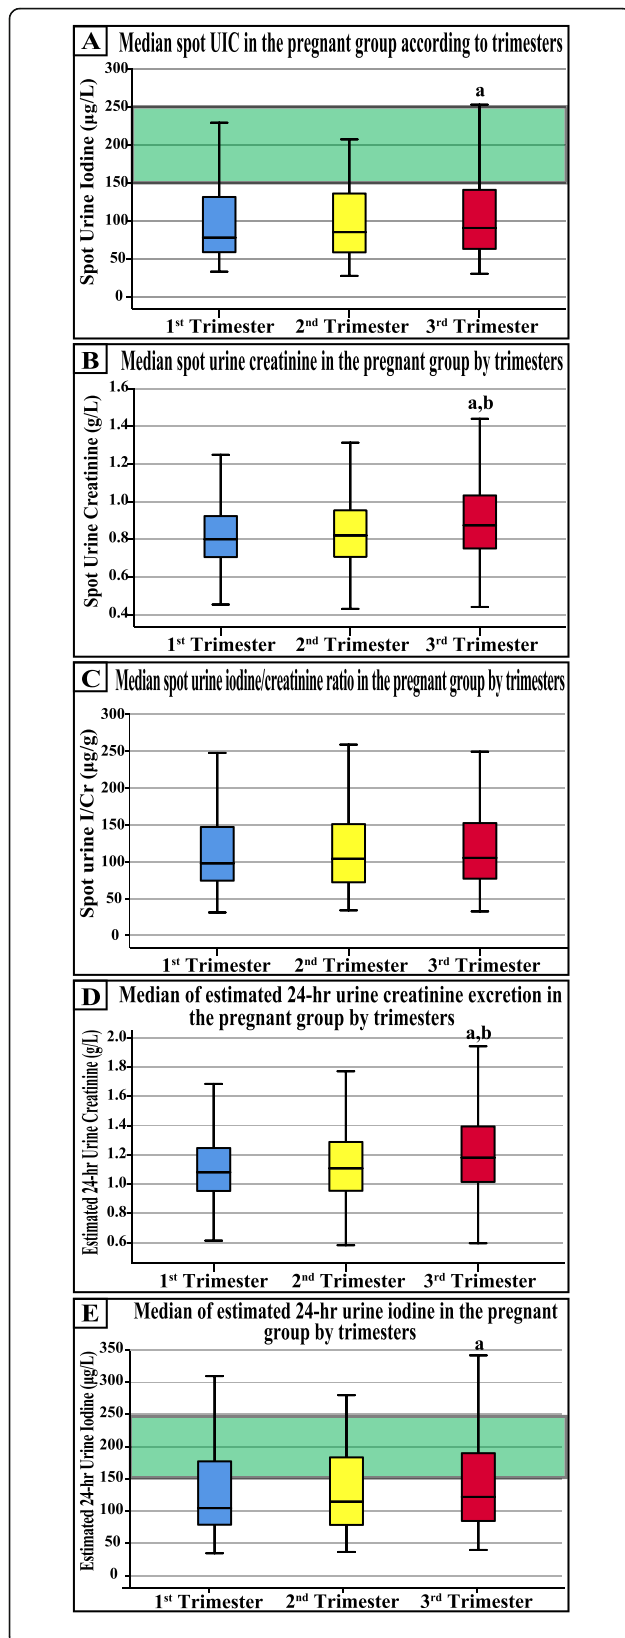 A Median spot UIC in the pregnant group according to trimesters
Spot Urine Iodine (µg/L)
300
250
200
150
100
50
0
a
1st Trimester 2nd Trimester 3rd Trimester
B Median spot urine creatinine in the pregnant group by trimesters
Spot Urine Creatinine (g/L)
1.6
1.4
1.2
1.0
0.8
0.6
0.4
a,b
1st Trimester 2nd Trimester 3rd Trimester
C Median spot urine iodine/creatinine ratio in the pregnant group by trimesters
Spot urine I/Cr (µg/g)
300
250
200
150
100
50
0
1st Trimester 2nd Trimester 3rd Trimester
D Median of estimated 24-hr urine creatinine excretion in
the pregnant group by trimesters
Estimated 24-hr Urine Creatinine (g/L)
2.0
1.8
1.6
1.4
1.2
1.0
0.8
0.6
a,b
1st Trimester 2nd Trimester 3rd Trimester
E Median of estimated 24-hr urine iodine in the pregnant
group by trimesters
Estimated 24-hr Urine Iodine (µg/L)
350
300
250
200
150
100
50
0
a
1st Trimester 2nd Trimester 3rd Trimester